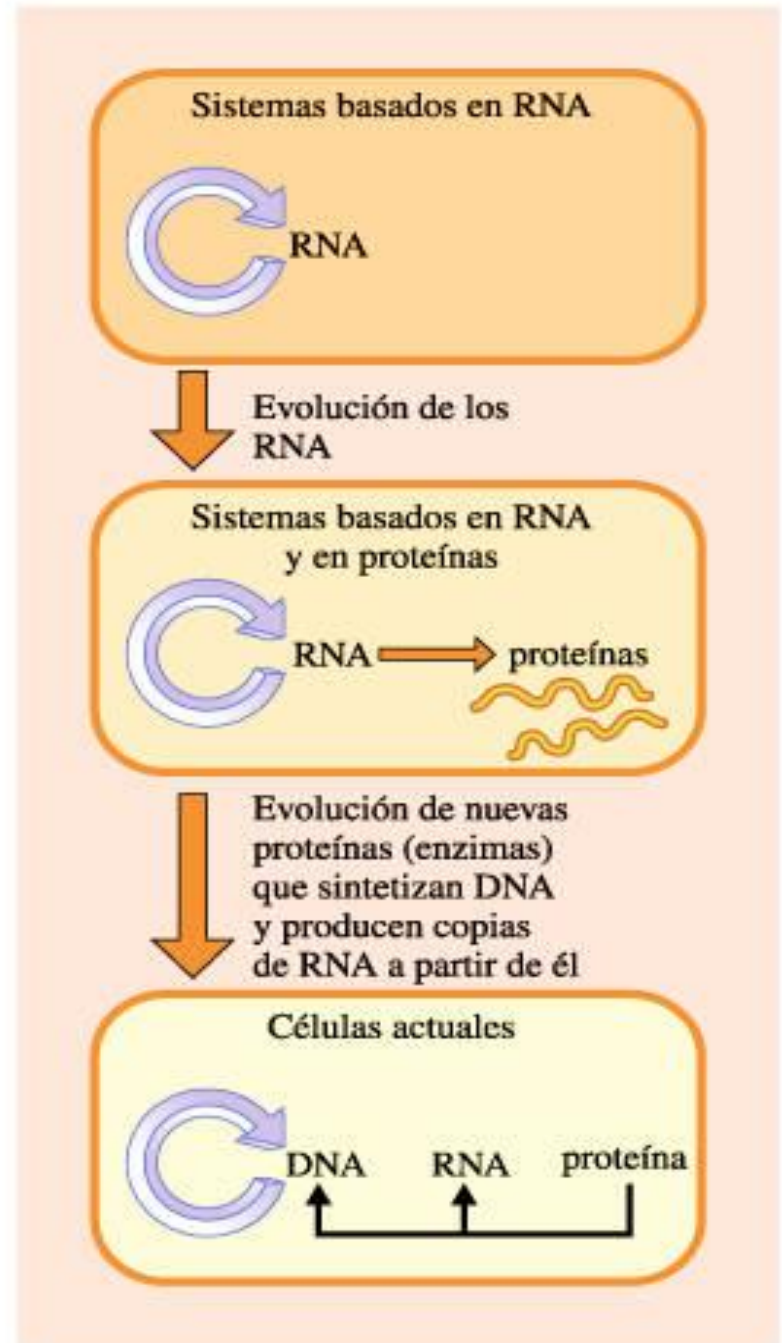 Sistemas basados en RNA
RNA
Evolución de los
RNA
Sistemas basados en RNA
y en proteínas
RNA proteínas
Evolución de nuevas
proteínas (enzimas)
que sintetizan DNA
y producen copias
de RNA a partir de él
Células actuales
DNA RNA proteína